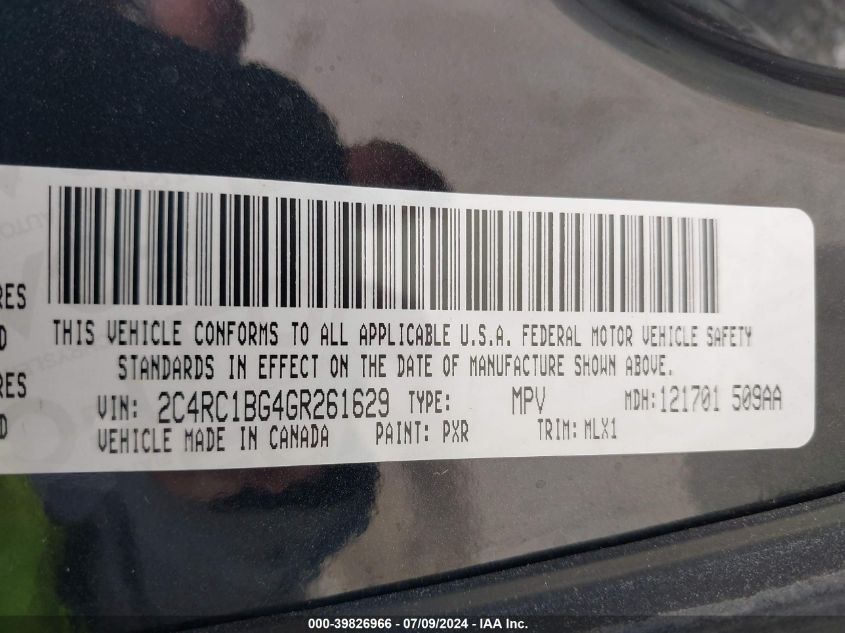 RES
THIS VEHICLE CONFORMS TO ALL APPLICABLE U.S.A. FEDERAL MOTOR VEHICLE SAFETY
D
STANDARDS IN EFFECT ON THE DATE OF MANUFACTURE SHOWN ABOVE.
RES
VIN: 2C4RC1BG4GR261629 TYPE: MPV MDH:121701 509AA
D
VEHICLE MADE IN CANADA PAINT: PXR TRIM: MLX1
000-39826966 / 07/09/2024 - IAA Inc.